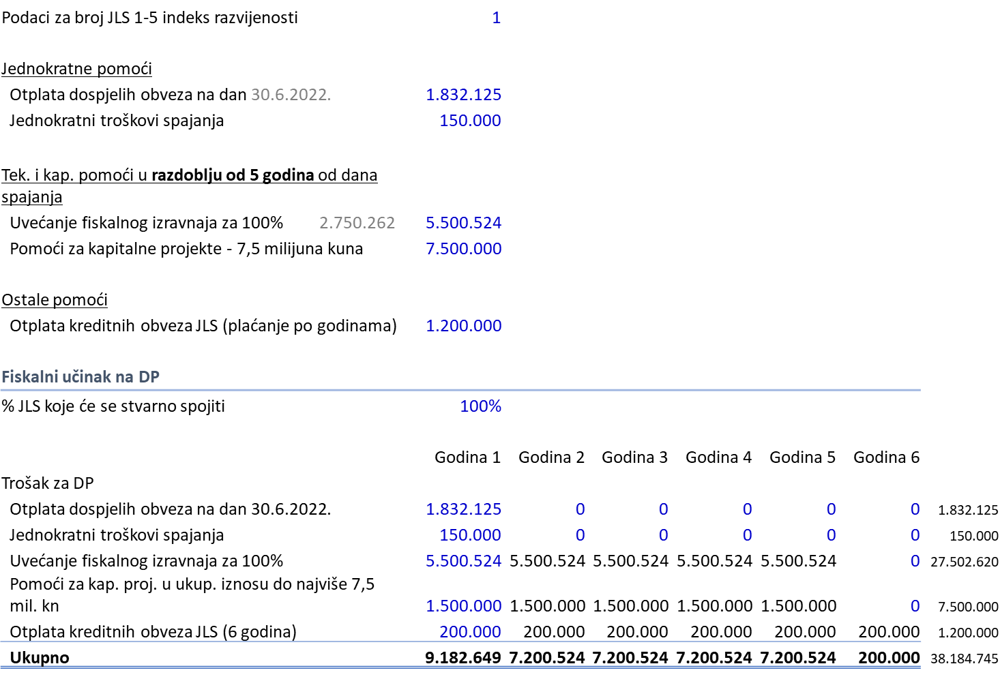 Podaci za broj JLS 1-5 indeks razvijenosti 1
Jednokratne pomoći
Otplata dospjelih obveza na dan 30.6.2022. 1.832.125
Jednokratni troškovi spajanja 150.000
Tek. i kap. pomoći u razdoblju od 5 godina od dana
spajanja
Uvećanje fiskalnog izravnaja za 100% 2.750.262 5.500.524
Pomoći za kapitalne projekte - 7,5 milijuna kuna 7.500.000
Ostale pomoći
Otplata kreditnih obveza JLS (plaćanje po godinama) 1.200.000
Fiskalni učinak na DP
% JLS koje će se stvarno spojiti 100%
Godina 1 Godina 2 Godina 3 Godina 4 Godina 5 Godina 6
Trošak za DP
Otplata dospjelih obveza na dan 30.6.2022. 1.832.125 0 0 0 0 0 1.832.125
Jednokratni troškovi spajanja 150.000 0 0 0 0 0 150.000
Uvećanje fiskalnog izravnaja za 100% 5.500.524 5.500.524 5.500.524 5.500.524 5.500.524 0 27.502.620
Pomoći za kap. proj. u ukup. iznosu do najviše 7,5
mil. kn 1.500.000 1.500.000 1.500.000 1.500.000 1.500.000 0 7.500.000
Otplata kreditnih obveza JLS (6 godina) 200.000 200.000 200.000 200.000 200.000 200.000 1.200.000
Ukupno 9.182.649 7.200.524 7.200.524 7.200.524 7.200.524 200.000 38.184.745